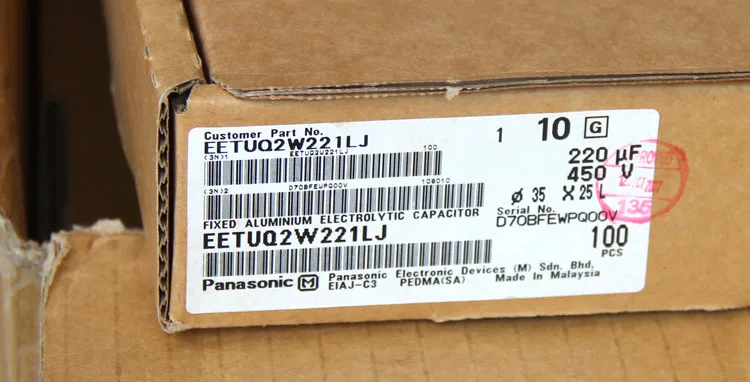 Customer Part No.
EETUQ2W221LJ 1 10 G
(3N)1 EETUQ2W221LJ 100
220 µF
450 V
(3N)2 D70BFEWPQ00V 108010
ø 35 X 25 L
FIXED ALUMINIUM ELECTROLYTIC CAPACITOR
Serial No.
D70BFEWPQ00V
EETUQ2W221LJ 100
PCS
Panasonic M Panasonic Electronic Devices (M) Sdn. Bhd.
EIAJ-C3 PEDMA(SA) Made In Malaysia
135